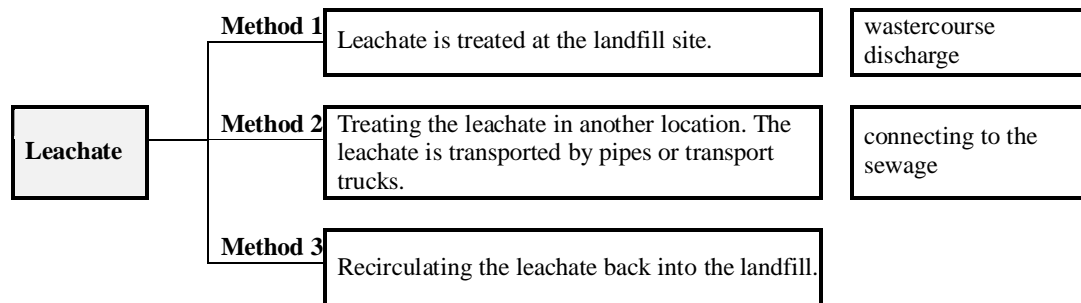 Method 1
Leachate is treated at the landfill site.
wastercourse
discharge
Leachate
Method 2
Treating the leachate in another location. The
leachate is transported by pipes or transport
trucks.
connecting to the
sewage
Method 3
Recirculating the leachate back into the landfill.